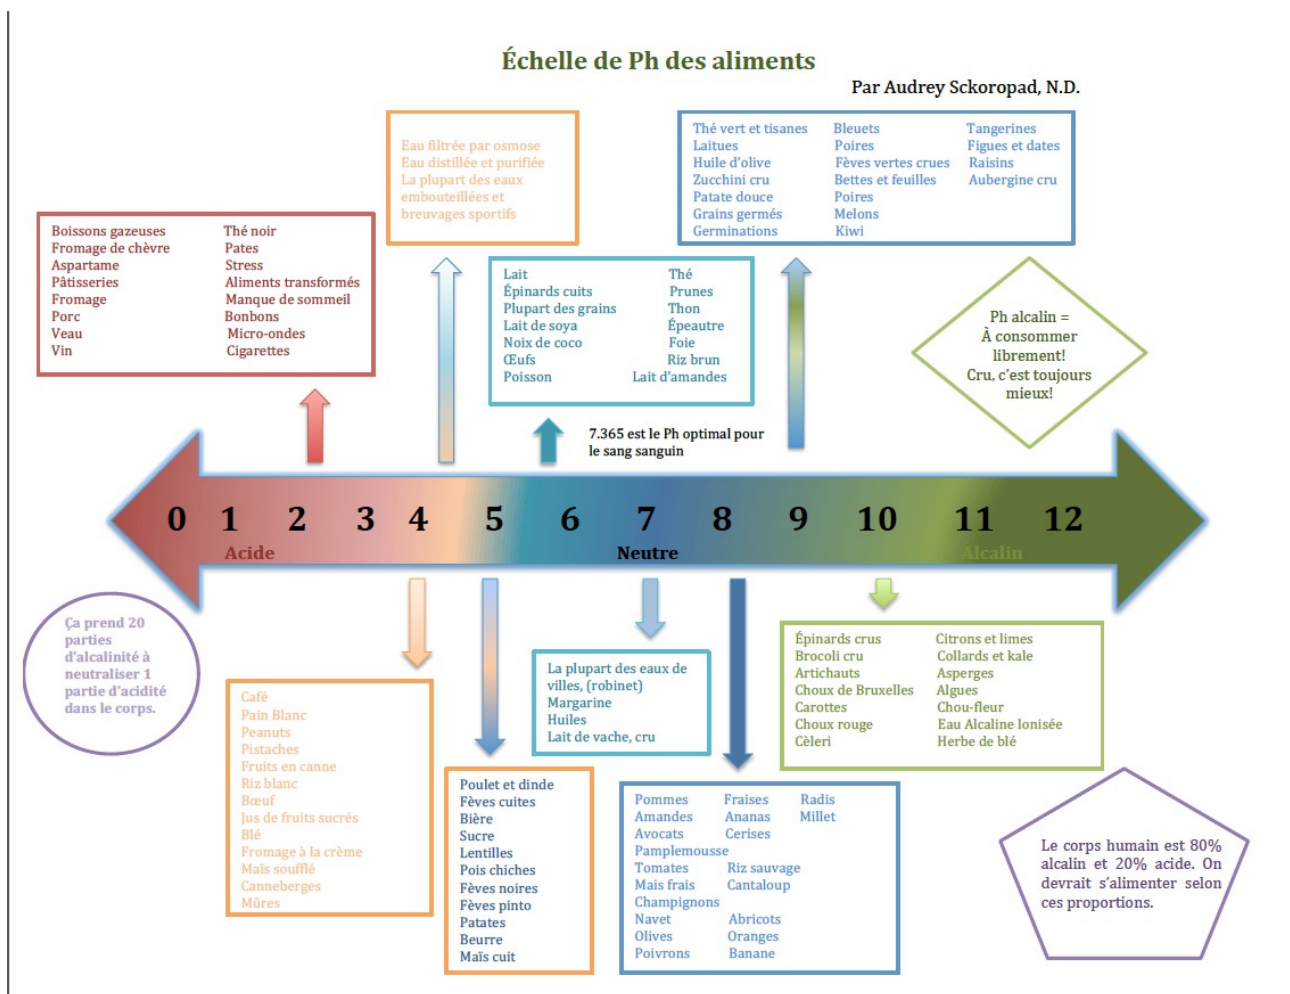 Échelle de Ph des aliments
Par Audrey Sckoropad, N.D.
Eau filtrée par osmose
Eau distillée et purifiée
La plupart des eaux
embouteillées et
breuvages sportifs
Thé vert et tisanes Bleuets Tangerines
Laitues Poires Figues et dates
Huile d'olive Fèves vertes crues Raisins
Zucchini cru Bettes et feuilles Aubergine cru
Patate douce Poires
Grains germés Melons
Germinations Kiwi
Boissons gazeuses Thé noir
Fromage de chèvre Pates
Aspartame Stress
Pâtisseries Aliments transformés
Fromage Manque de sommeil
Porc Bonbons
Veau Micro-ondes
Vin Cigarettes
Lait Thé
Épinards cuits Prunes
Plupart des grains Thon
Lait de soya Épeautre
Noix de coco Foie
Œufs Riz brun
Poisson Lait d'amandes
Ph alcalin =
À consommer
librement!
Cru, c'est toujours
mieux!
7.365 est le Ph optimal pour
le sang sanguin
0 1 2 3 4 5 6 7 8 9 10 11 12
Acide Neutre Alcalin
Ça prend 20
parties
d'alcalinité à
neutraliser 1
partie d'acidité
dans le corps.
Café
Pain Blanc
Peanuts
Pistaches
Fruits en canne
Riz blanc
Bœuf
Jus de fruits sucrés
Blé
Fromage à la crème
Maïs soufflé
Canneberges
Mûres
Poulet et dinde
Fèves cuites
Bière
Sucre
Lentilles
Pois chiches
Fèves noires
Fèves pinto
Patates
Beurre
Maïs cuit
La plupart des eaux de
villes, (robinet)
Margarine
Huiles
Lait de vache, cru
Pommes Fraises Radis
Amandes Ananas Millet
Avocats Cerises
Pamplemousse
Tomates Riz sauvage
Mais frais Cantaloup
Champignons
Navet Abricots
Olives Oranges
Poivrons Banane
Épinards crus Citrons et limes
Brocoli cru Collards et kale
Artichauts Asperges
Choux de Bruxelles Algues
Carottes Chou-fleur
Choux rouge Eau Alcaline Ionisée
Cèleri Herbe de blé
Le corps humain est 80%
alcalin et 20% acide. On
devrait s'alimenter selon
ces proportions.